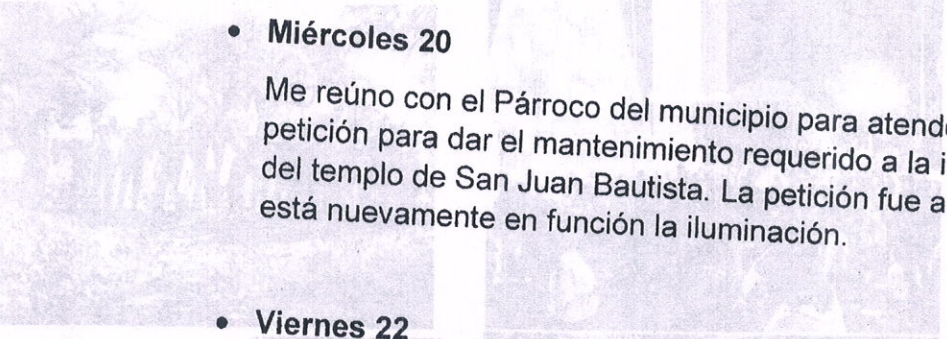 • Miércoles 20
Me reúno con el Párroco del municipio para
petición para dar el mantenimiento requerido a la
del templo de San Juan Bautista. La petición fue
está nuevamente en función la iluminación.
• Viernes 22